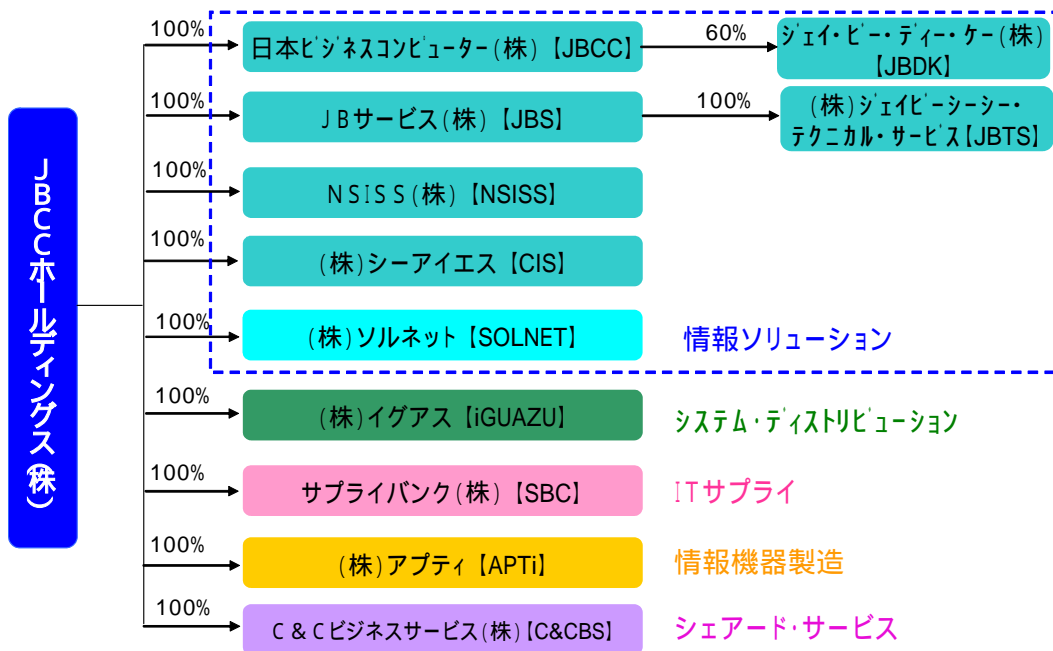 JBCCホールディングス(株)
100%
日本ビジネスコンピューター(株)【JBCC】
60%
ジェイ・ビー・ディー・ケー(株)
【JBDK】
100%
JBサービス(株)【JBS】
100%
(株)ジェイビーシーシー・
テクニカル・サービス【JBTS】
100%
NSISS(株)【NSISS】
100%
(株)シーアイエス【CIS】
100%
(株)ソルネット【SOLNET】
情報ソリューション
100%
(株)イグアス【iGUAZU】
システム・ディストリビューション
100%
サプライバンク(株)【SBC】
ITサプライ
100%
(株)アプティ【APTi】
情報機器製造
100%
C&Cビジネスサービス(株)【C&CBS】
シェアード・サービス